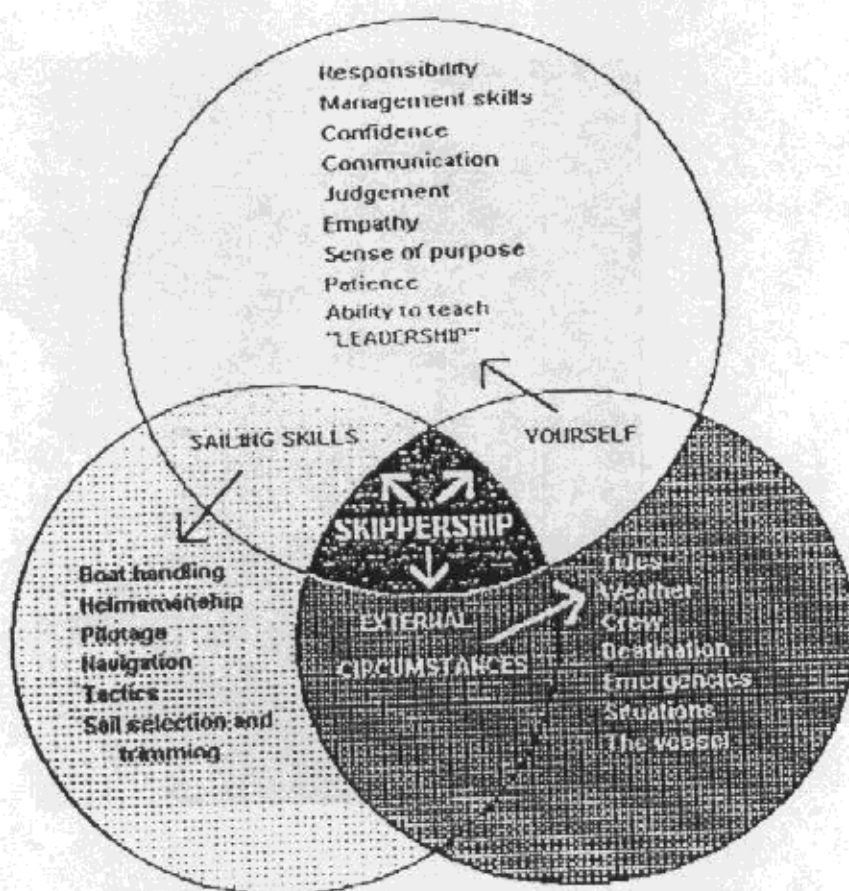 Responsibility
Management skills
Confidence
Communication
Judgement
Empathy
Sense of purpose
Patience
Ability to teach
"LEADERSHIP"
SAILING SKILLS
YOURSELF
SKIPPERSHIP
Boat handling
Helmsmanship
Pilotage
Navigation
Tactics
Sail selection and
trimming
EXTERNAL
CIRCUMSTANCES
Tides
Weather
Crew
Destination
Emergencies
Situations
The vessel